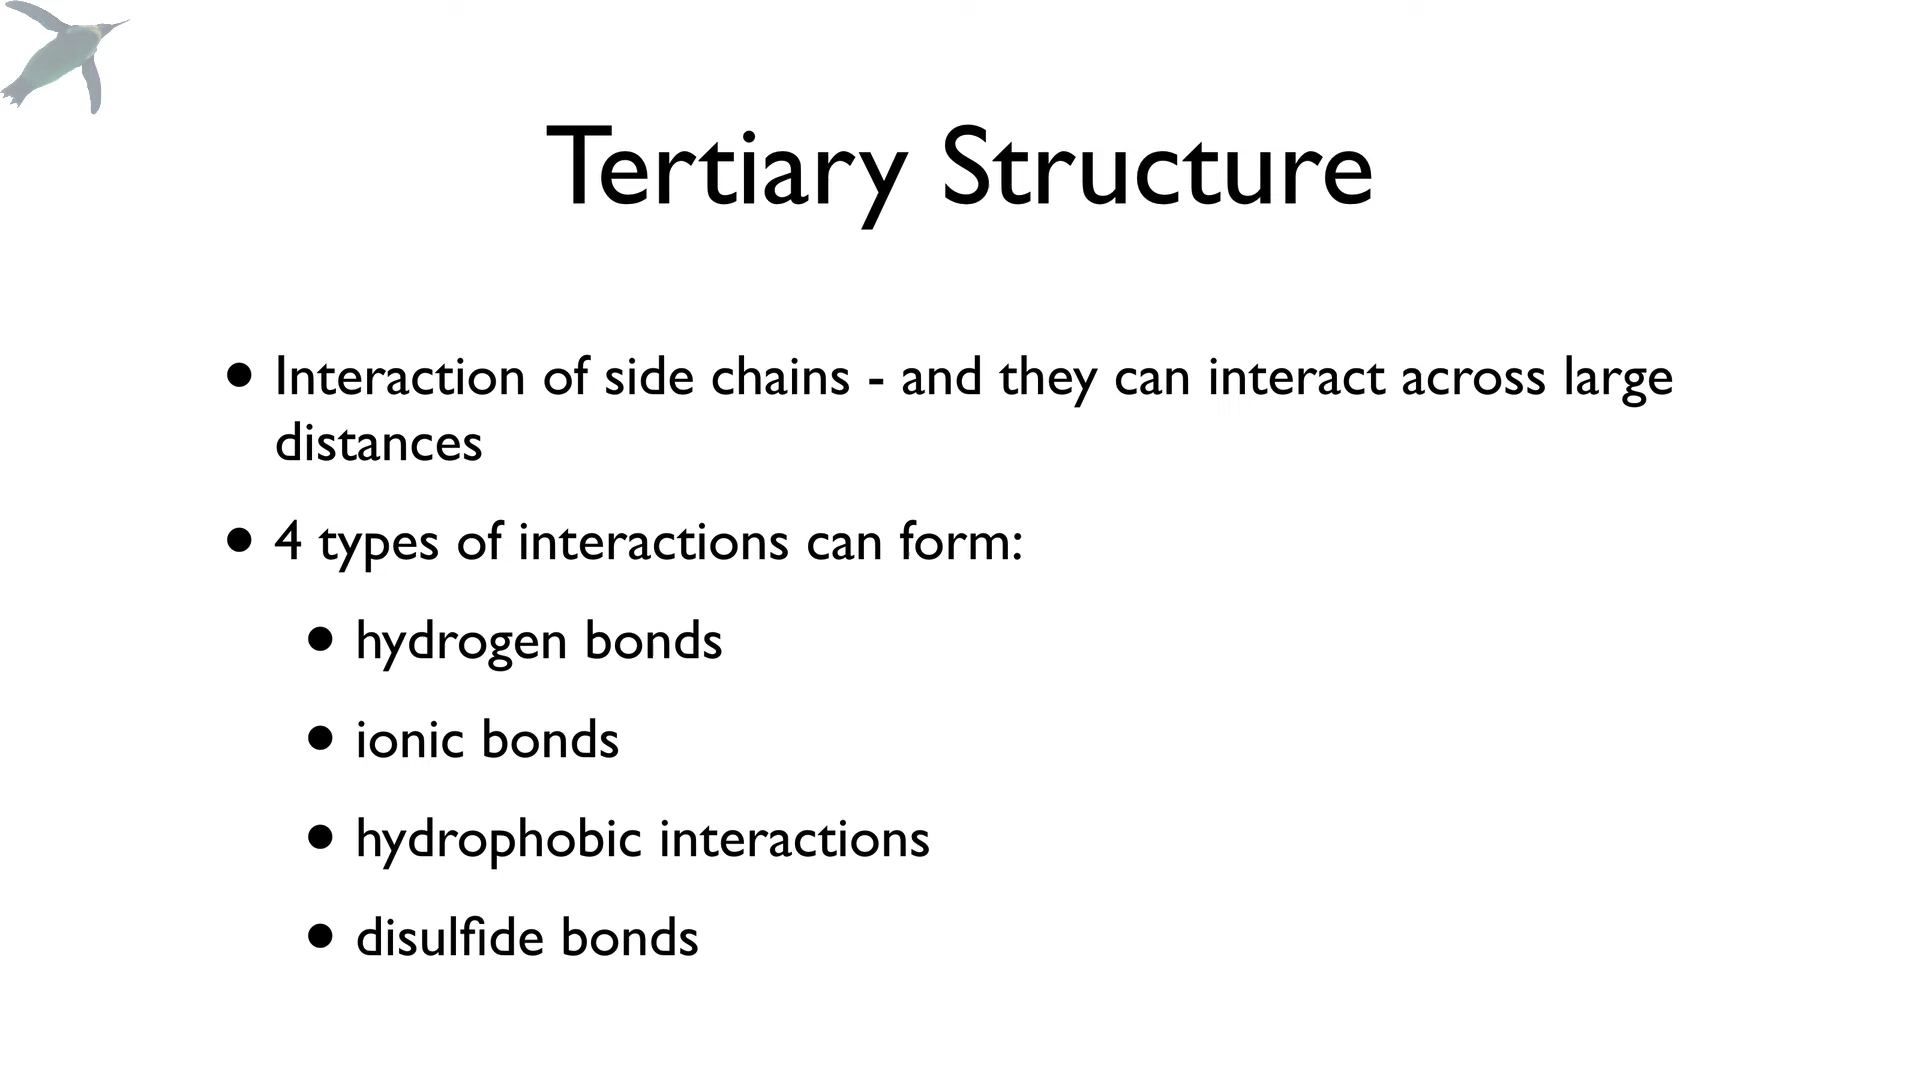 Tertiary Structure
• Interaction of side chains - and they can interact across large
distances
• 4 types of interactions can form:
• hydrogen bonds
• ionic bonds
• hydrophobic interactions
• disulfide bonds